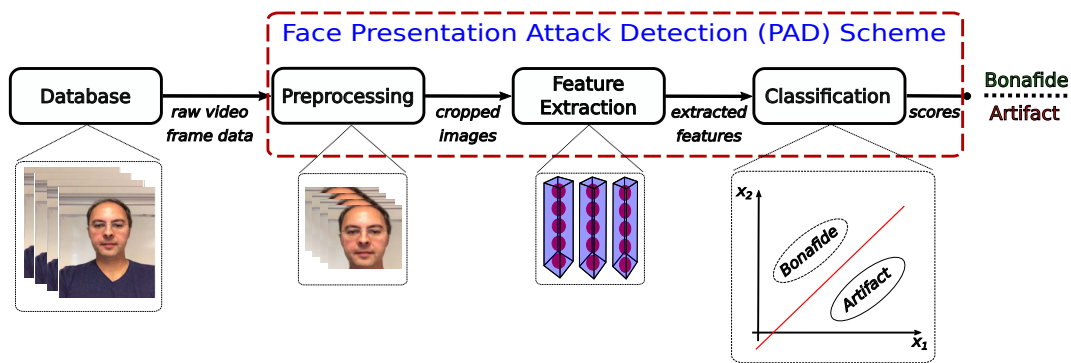 Face Presentation Attack Detection (PAD) Scheme
Database
raw video
frame data
Preprocessing
cropped
images
Feature
Extraction
extracted
features
Classification
scores
Bonafide
Artifact
X2
Bonafide
Artifact
X1